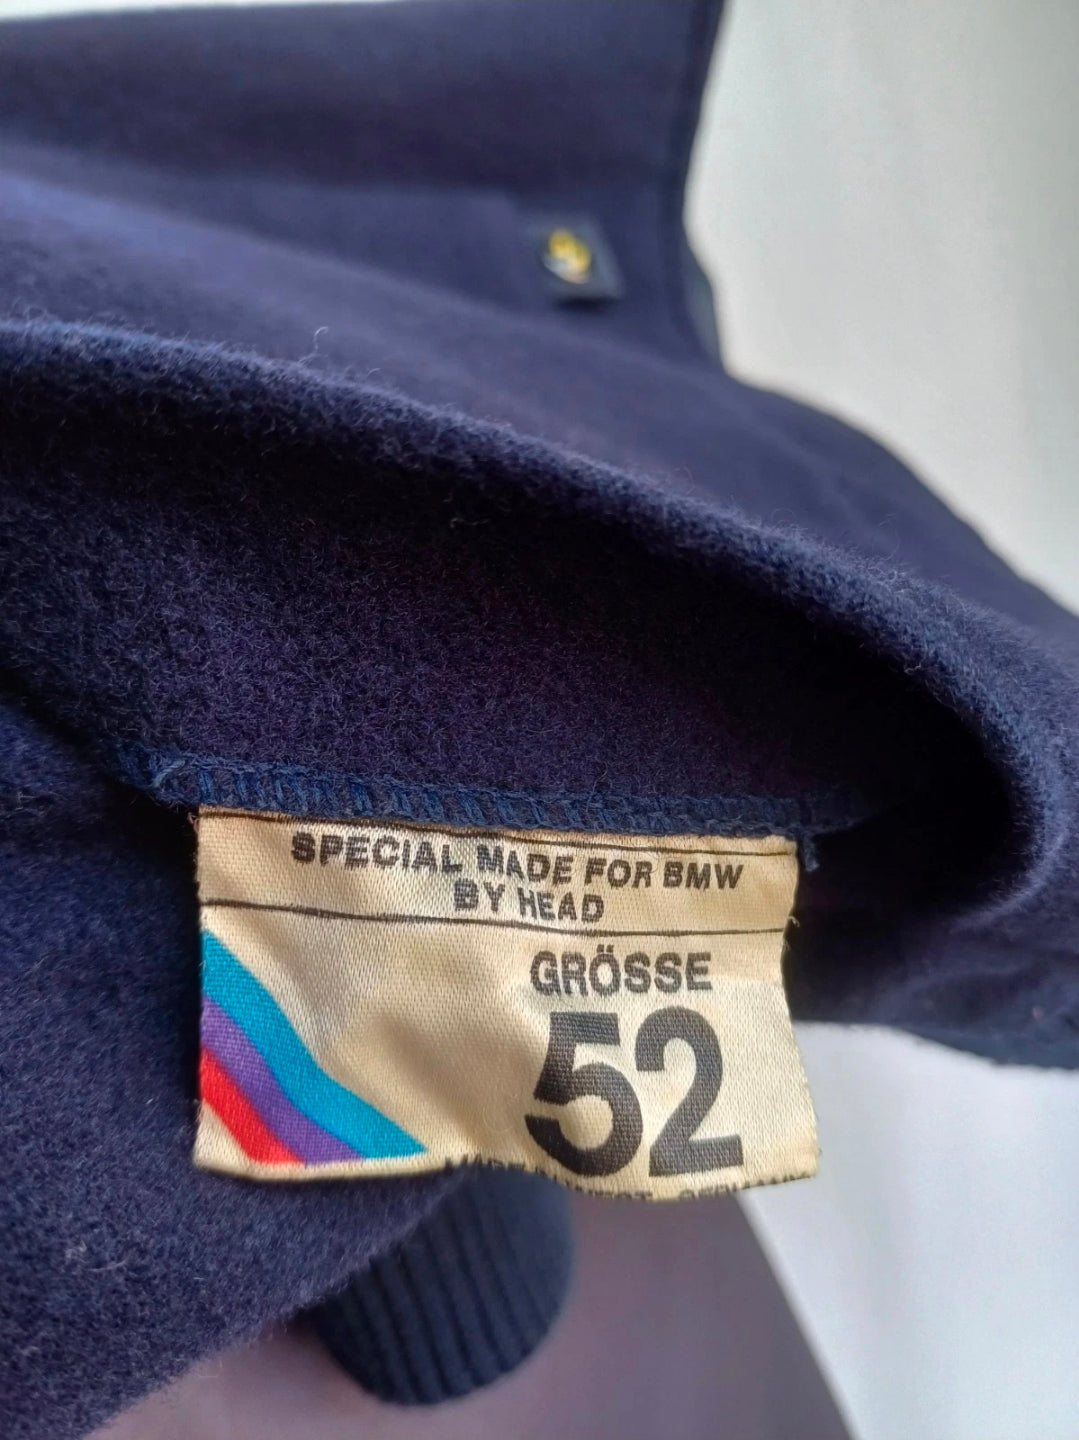 SPECIAL MADE FOR BMW
BY HEAD
GRÖSSE
52